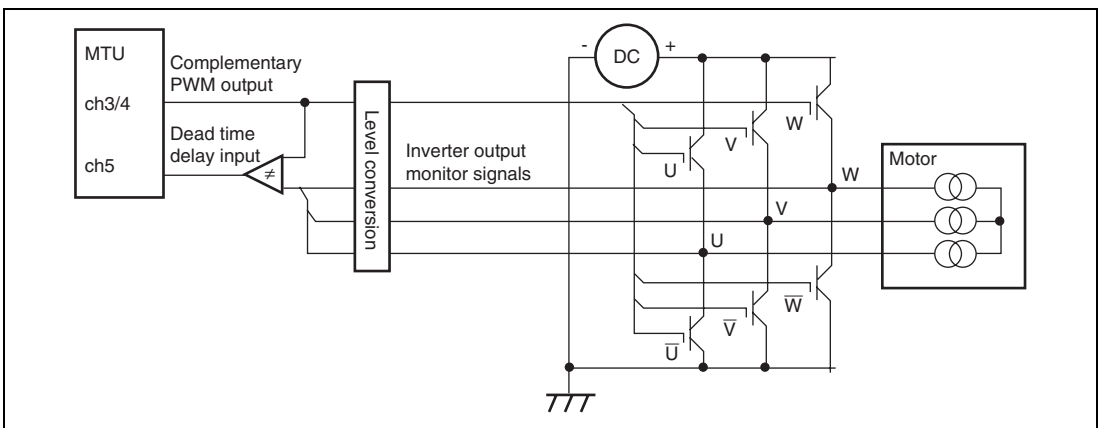 MTU
ch3/4
ch5
Complementary
PWM output
Dead time
delay input
≠
Level conversion
Inverter output
monitor signals
- DC +
U
V
W
W
V
U
U̅
V̅
W̅
Motor